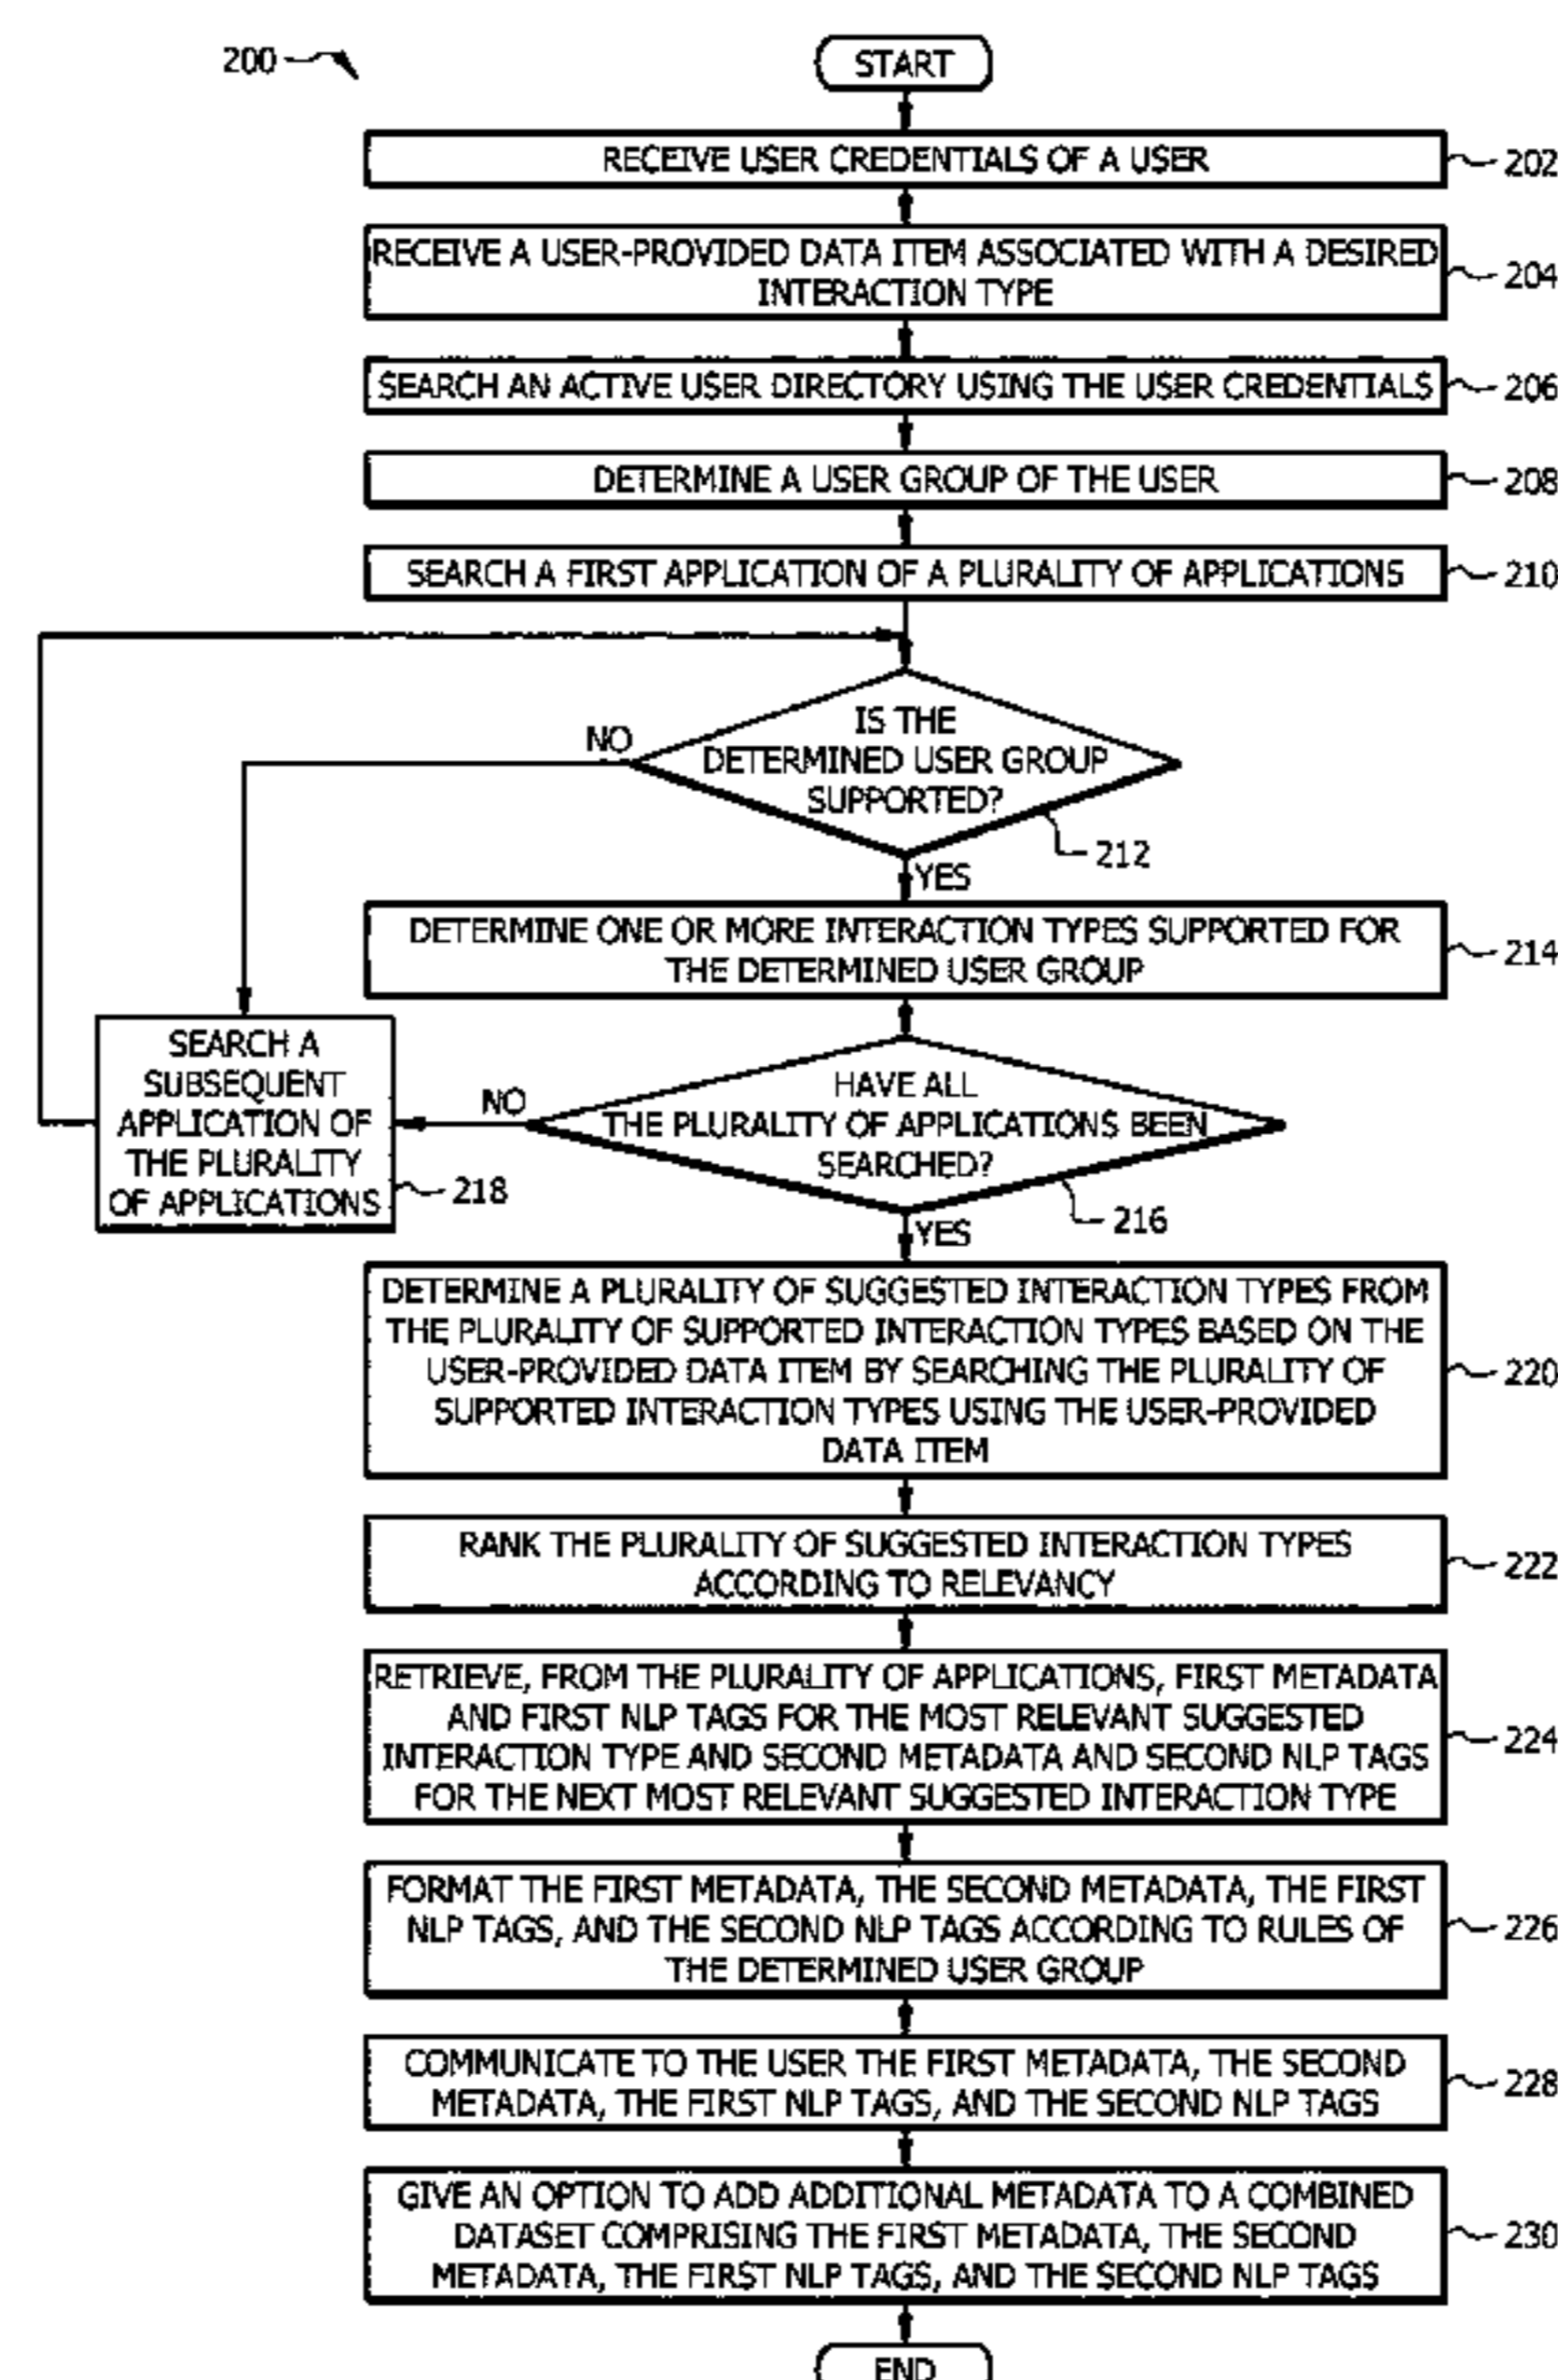 200
START
RECEIVE USER CREDENTIALS OF A USER
202
RECEIVE A USER-PROVIDED DATA ITEM ASSOCIATED WITH A DESIRED
INTERACTION TYPE
204
SEARCH AN ACTIVE USER DIRECTORY USING THE USER CREDENTIALS
206
DETERMINE A USER GROUP OF THE USER
208
SEARCH A FIRST APPLICATION OF A PLURALITY OF APPLICATIONS
210
IS THE
DETERMINED USER GROUP
SUPPORTED?
NO
212
YES
DETERMINE ONE OR MORE INTERACTION TYPES SUPPORTED FOR
THE DETERMINED USER GROUP
214
HAVE ALL
THE PLURALITY OF APPLICATIONS BEEN
SEARCHED?
NO
216
YES
SEARCH A
SUBSEQUENT
APPLICATION OF
THE PLURALITY
OF APPLICATIONS
218
DETERMINE A PLURALITY OF SUGGESTED INTERACTION TYPES FROM
THE PLURALITY OF SUPPORTED INTERACTION TYPES BASED ON THE
USER-PROVIDED DATA ITEM BY SEARCHING THE PLURALITY OF
SUPPORTED INTERACTION TYPES USING THE USER-PROVIDED
DATA ITEM
220
RANK THE PLURALITY OF SUGGESTED INTERACTION TYPES
ACCORDING TO RELEVANCY
222
RETRIEVE, FROM THE PLURALITY OF APPLICATIONS, FIRST METADATA
AND FIRST NLP TAGS FOR THE MOST RELEVANT SUGGESTED
INTERACTION TYPE AND SECOND METADATA AND SECOND NLP TAGS
FOR THE NEXT MOST RELEVANT SUGGESTED INTERACTION TYPE
224
FORMAT THE FIRST METADATA, THE SECOND METADATA, THE FIRST
NLP TAGS, AND THE SECOND NLP TAGS ACCORDING TO RULES OF
THE DETERMINED USER GROUP
226
COMMUNICATE TO THE USER THE FIRST METADATA, THE SECOND
METADATA, THE FIRST NLP TAGS, AND THE SECOND NLP TAGS
228
GIVE AN OPTION TO ADD ADDITIONAL METADATA TO A COMBINED
DATASET COMPRISING THE FIRST METADATA, THE SECOND
METADATA, THE FIRST NLP TAGS, AND THE SECOND NLP TAGS
230
END